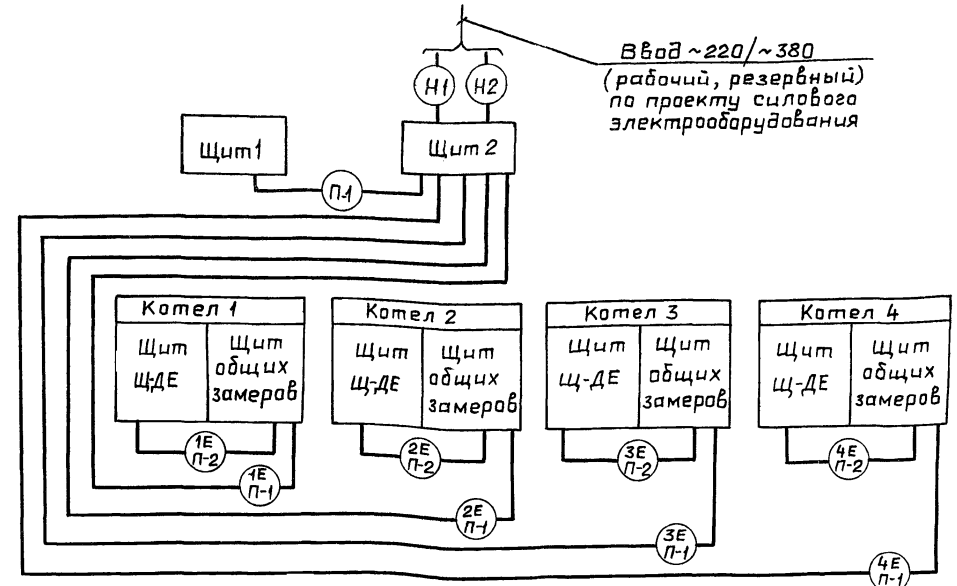 Ввод ~220/~380
(рабочий, резервный)
по проекту силового
электрооборудования
Н1 Н2
Щит 1
Щит 2
П-1
Котел 1
Щит
Щ-ДЕ
Щит
общих
замеров
1Е
П-2
1Е
П-1
Котел 2
Щит
Щ-ДЕ
Щит
общих
замеров
2Е
П-2
2Е
П-1
Котел 3
Щит
Щ-ДЕ
Щит
общих
замеров
3Е
П-2
3Е
П-1
Котел 4
Щит
Щ-ДЕ
Щит
общих
замеров
4Е
П-2
4Е
П-1